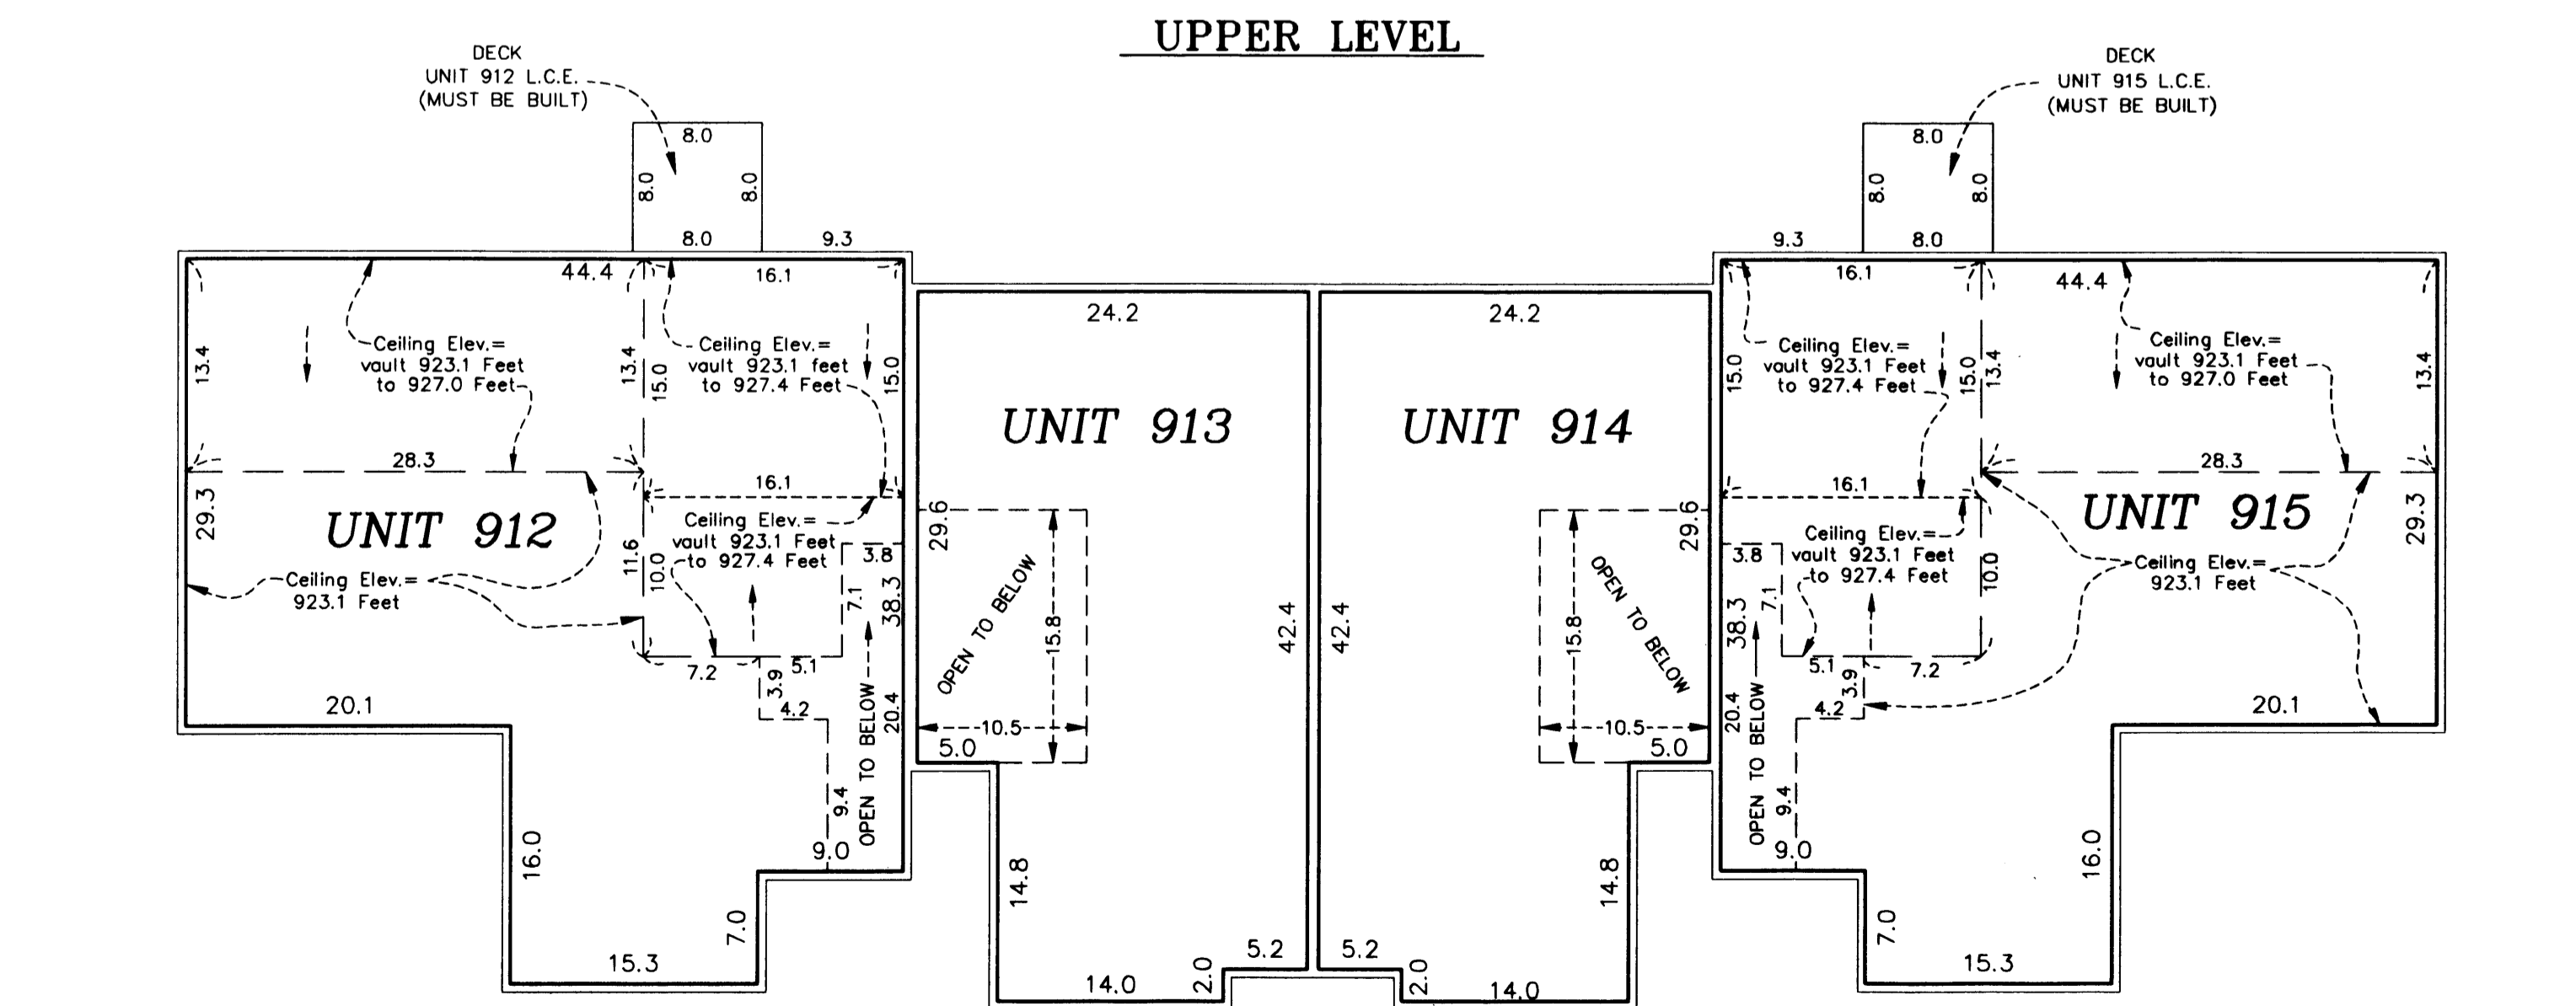 UPPER LEVEL
DECK
UNIT 912 L.C.E.
(MUST BE BUILT)
DECK
UNIT 915 L.C.E.
(MUST BE BUILT)
8.0
8.0
8.0
8.0
9.3
8.0
8.0
8.0
9.3
8.0
44.4
16.1
13.4
Ceiling Elev.=
vault 923.1 Feet
to 927.0 Feet
13.4
15.0
Ceiling Elev.=
vault 923.1 feet
to 927.4 Feet
15.0
28.3
16.1
29.3
UNIT 912
Ceiling Elev.=
923.1 Feet
11.6
10.0
Ceiling Elev.=
vault 923.1 Feet
to 927.4 Feet
3.8
7.1
38.3
7.2
5.1
3.9
4.2
20.4
OPEN TO BELOW
9.4
9.0
20.1
16.0
7.0
15.3
24.2
UNIT 913
29.6
OPEN TO BELOW
15.8
10.5
5.0
42.4
14.8
5.2
2.0
14.0
24.2
UNIT 914
29.6
OPEN TO BELOW
15.8
10.5
5.0
42.4
14.8
5.2
2.0
14.0
16.1
44.4
15.0
Ceiling Elev.=
vault 923.1 Feet
to 927.4 Feet
15.0
13.4
Ceiling Elev.=
vault 923.1 Feet
to 927.0 Feet
13.4
16.1
28.3
UNIT 915
29.3
3.8
Ceiling Elev.=
vault 923.1 Feet
to 927.4 Feet
10.0
Ceiling Elev.=
923.1 Feet
7.1
38.3
5.1
7.2
3.9
4.2
20.4
OPEN TO BELOW
9.4
9.0
20.1
16.0
7.0
15.3